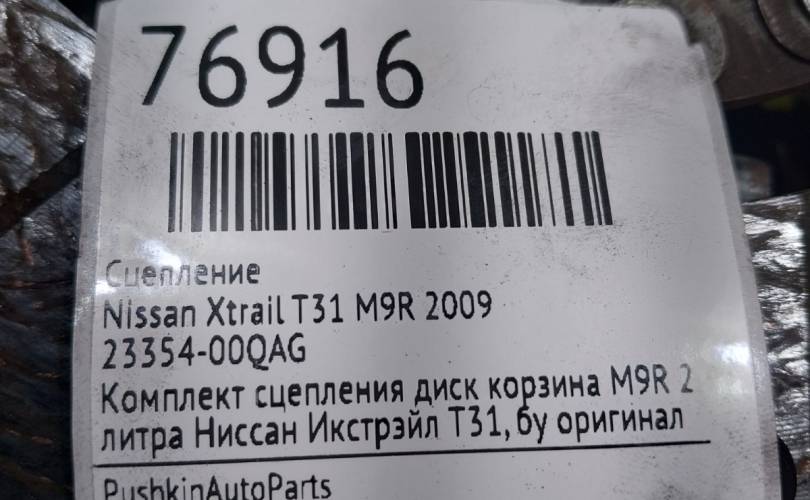 76916
Сцепление
Nissan Xtrail T31 M9R 2009
23354-00QAG
Комплект сцепления диск корзина M9R 2
литра Ниссан Икстрэйл Т31, бу оригинал
PushkinAutoParts